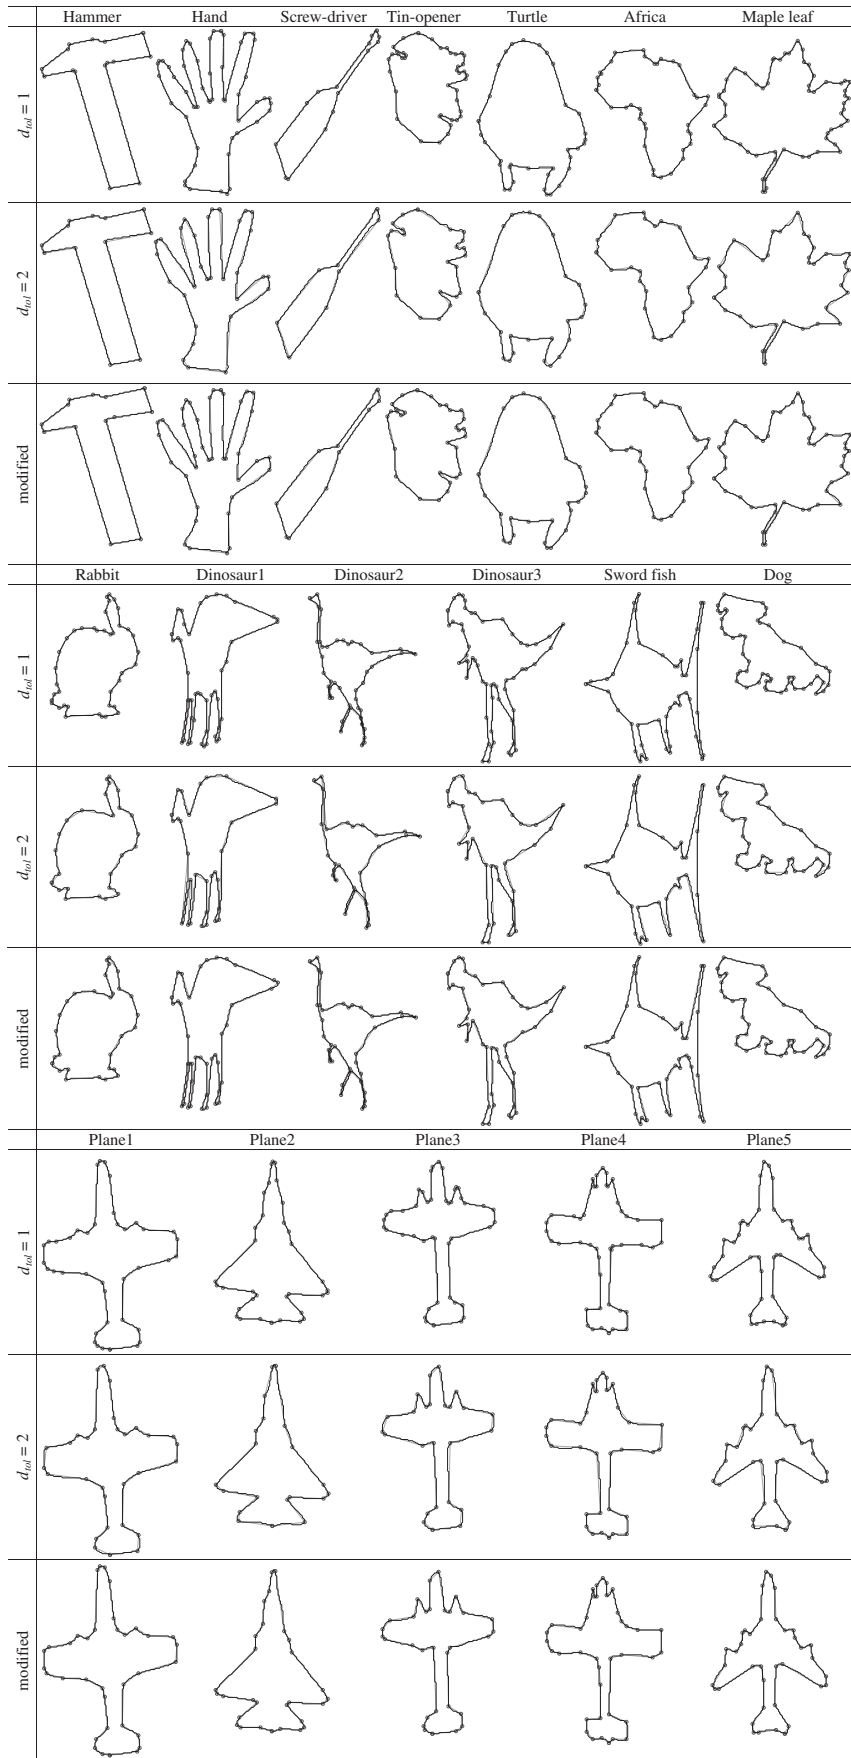 Hammer Hand Screw-driver Tin-opener Turtle Africa Maple leaf
d_tol = 1
d_tol = 2
modified
Rabbit Dinosaur1 Dinosaur2 Dinosaur3 Sword fish Dog
d_tol = 1
d_tol = 2
modified
Plane1 Plane2 Plane3 Plane4 Plane5
d_tol = 1
d_tol = 2
modified